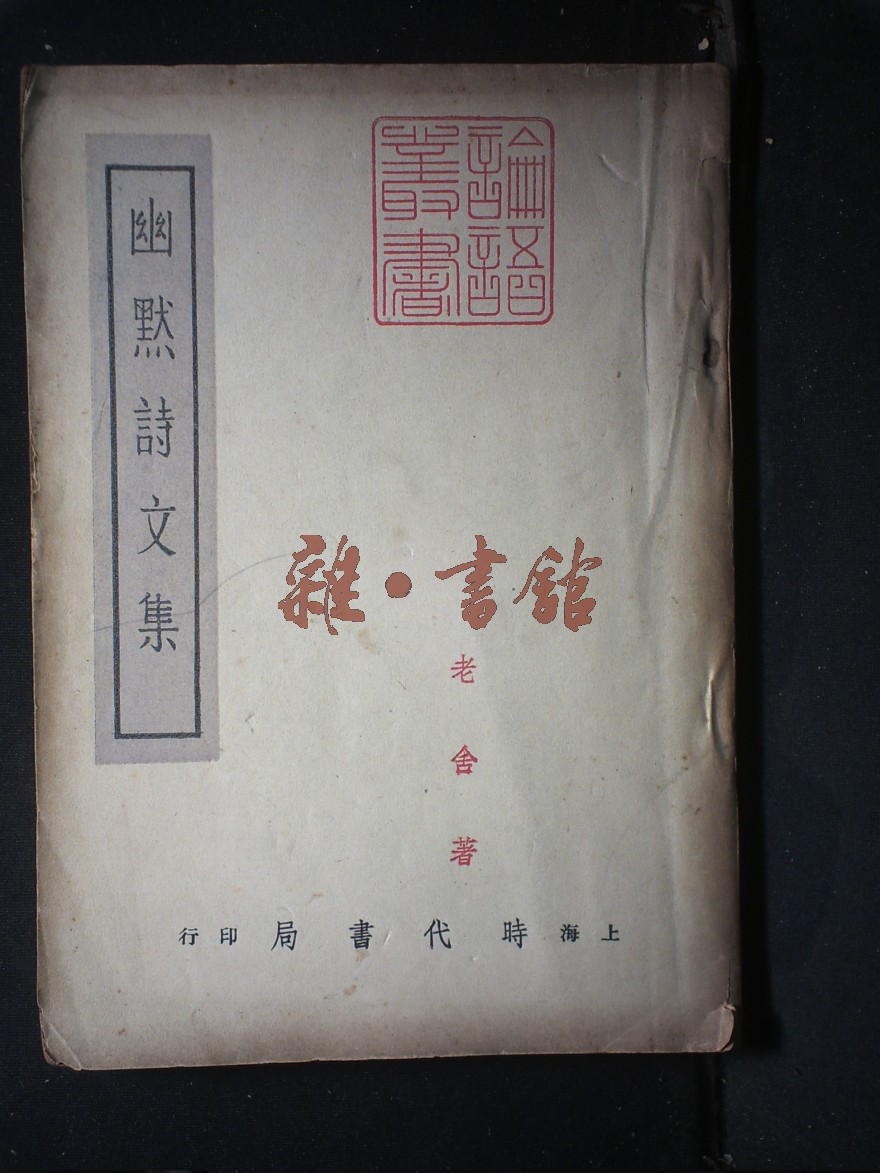 論語
叢書
幽默詩文集
雜·書館
老舍著
上海時代書局印行